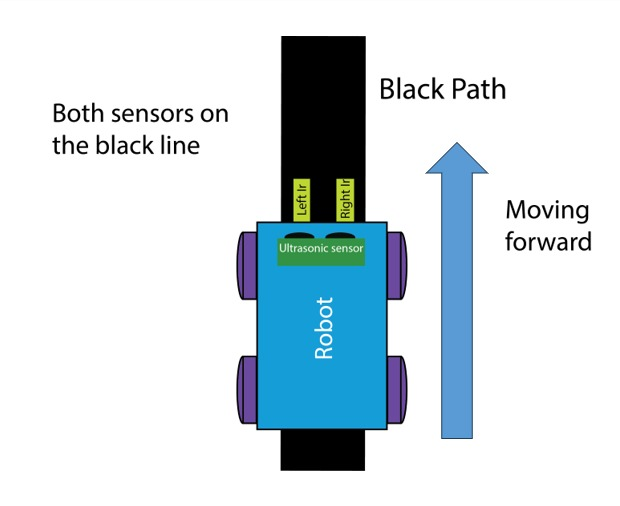 Both sensors on
the black line
Black Path
Left Ir
Right Ir
Ultrasonic sensor
Robot
Moving
forward